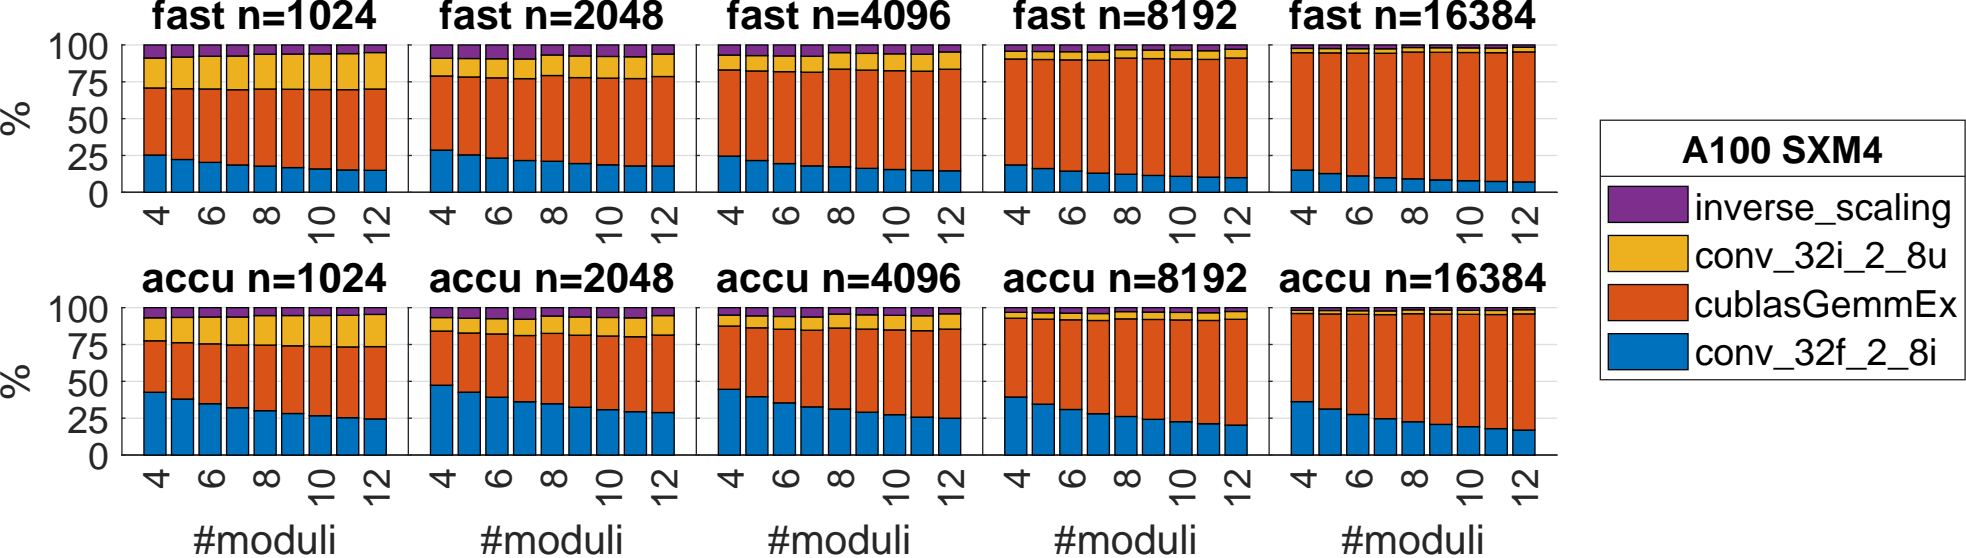 fast n=1024 fast n=2048 fast n=4096 fast n=8192 fast n=16384
100
75
50
25
0
%
4 6 8 10 12 4 6 8 10 12 4 6 8 10 12 4 6 8 10 12 4 6 8 10 12
accu n=1024 accu n=2048 accu n=4096 accu n=8192 accu n=16384
100
75
50
25
0
%
4 6 8 10 12 4 6 8 10 12 4 6 8 10 12 4 6 8 10 12 4 6 8 10 12
#moduli #moduli #moduli #moduli #moduli
A100 SXM4
inverse_scaling
conv_32i_2_8u
cublasGemmEx
conv_32f_2_8i